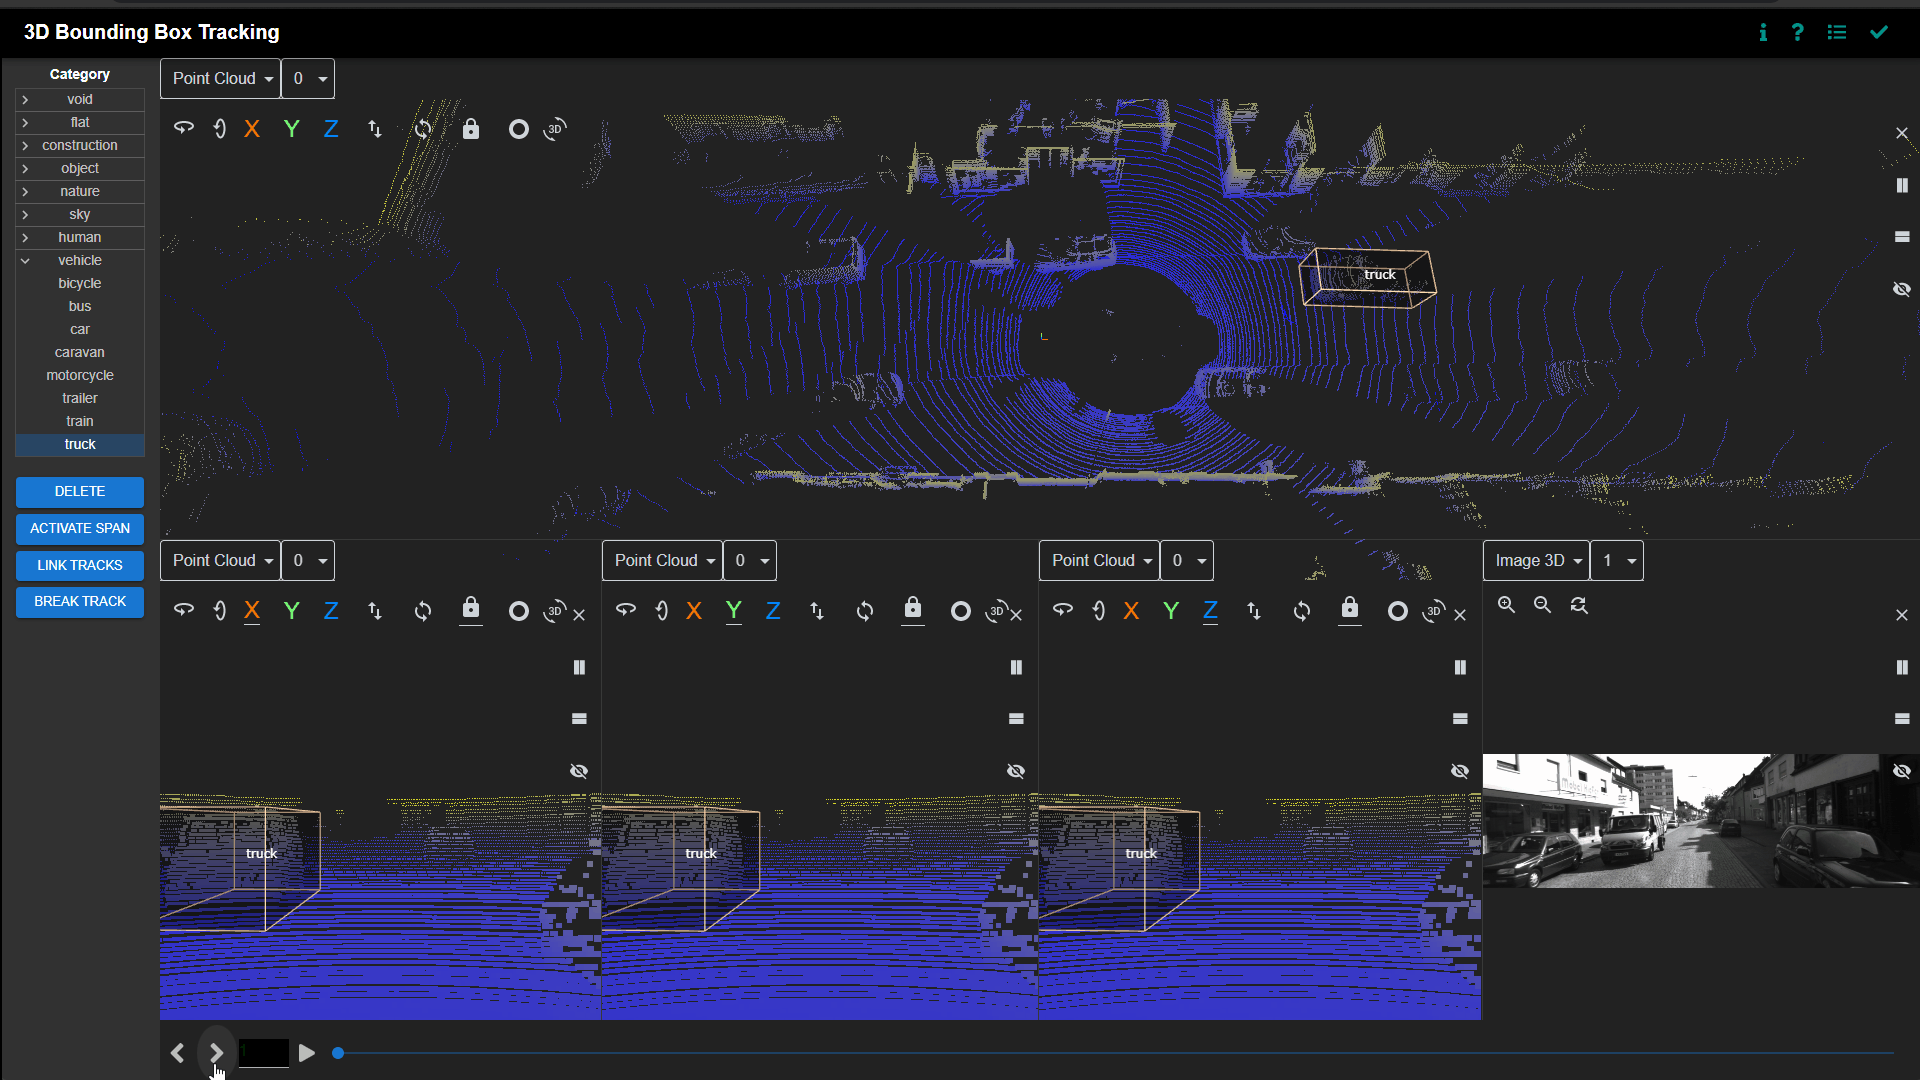 3D Bounding Box Tracking
Category
void
flat
construction
object
nature
sky
human
vehicle
bicycle
bus
car
caravan
motorcycle
trailer
train
truck
DELETE
ACTIVATE SPAN
LINK TRACKS
BREAK TRACK
Point Cloud 0
X Y Z 3D
truck
Point Cloud 0
X Y Z 3D
truck
Point Cloud 0
X Y Z 3D
truck
Point Cloud 0
X Y Z 3D
truck
Image 3D 1
1